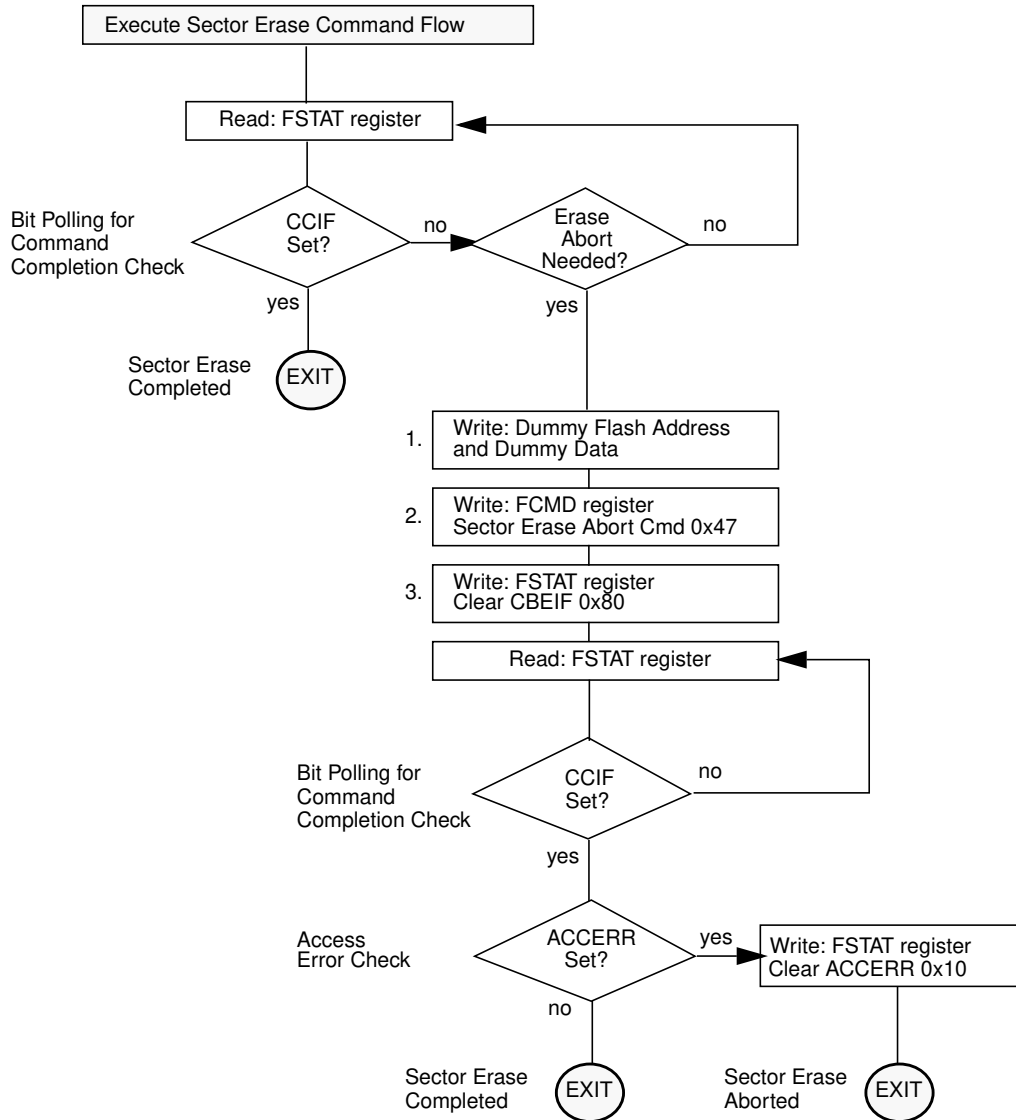 Execute Sector Erase Command Flow
Read: FSTAT register
Bit Polling for
Command
Completion Check
CCIF
Set?
no
Erase
Abort
Needed?
no
yes
yes
Sector Erase
Completed
EXIT
1.
Write: Dummy Flash Address
and Dummy Data
2.
Write: FCMD register
Sector Erase Abort Cmd 0x47
3.
Write: FSTAT register
Clear CBEIF 0x80
Read: FSTAT register
Bit Polling for
Command
Completion Check
CCIF
Set?
no
yes
Access
Error Check
ACCERR
Set?
yes
Write: FSTAT register
Clear ACCERR 0x10
no
Sector Erase
Completed
EXIT
Sector Erase
Aborted
EXIT